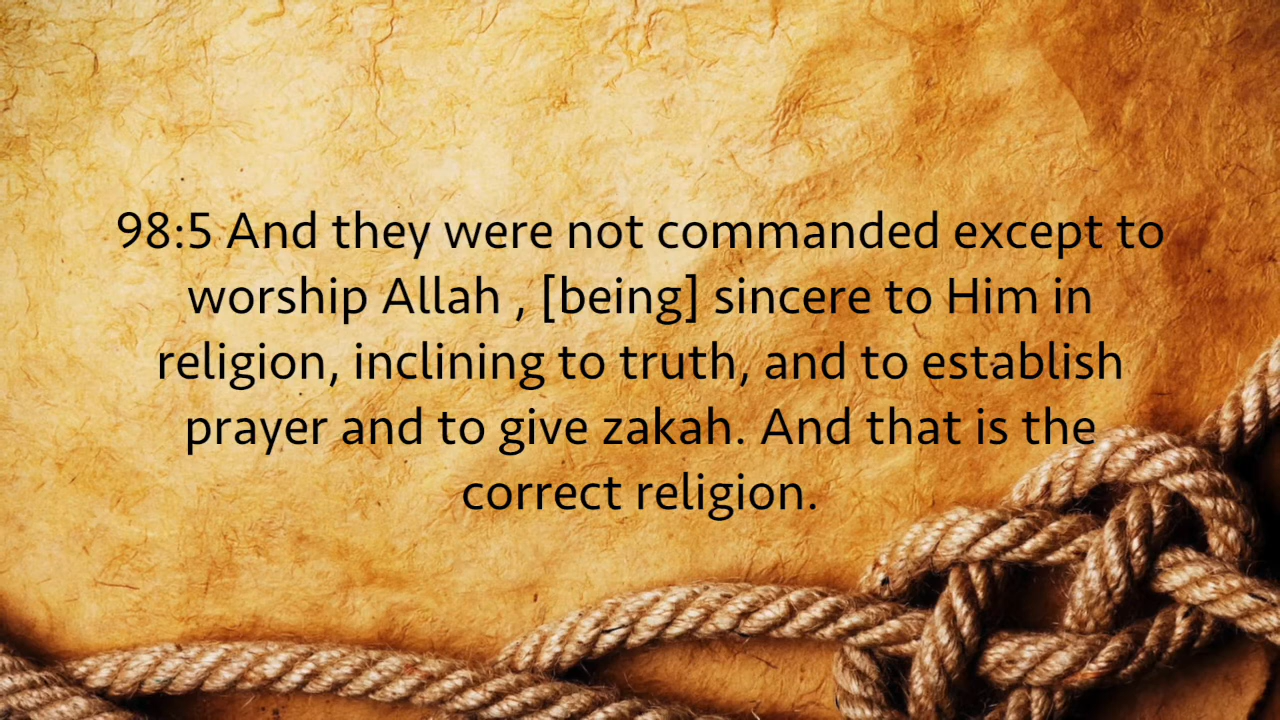 98:5 And they were not commanded except to
worship Allah , [being] sincere to Him in
religion, inclining to truth, and to establish
prayer and to give zakah. And that is the
correct religion.